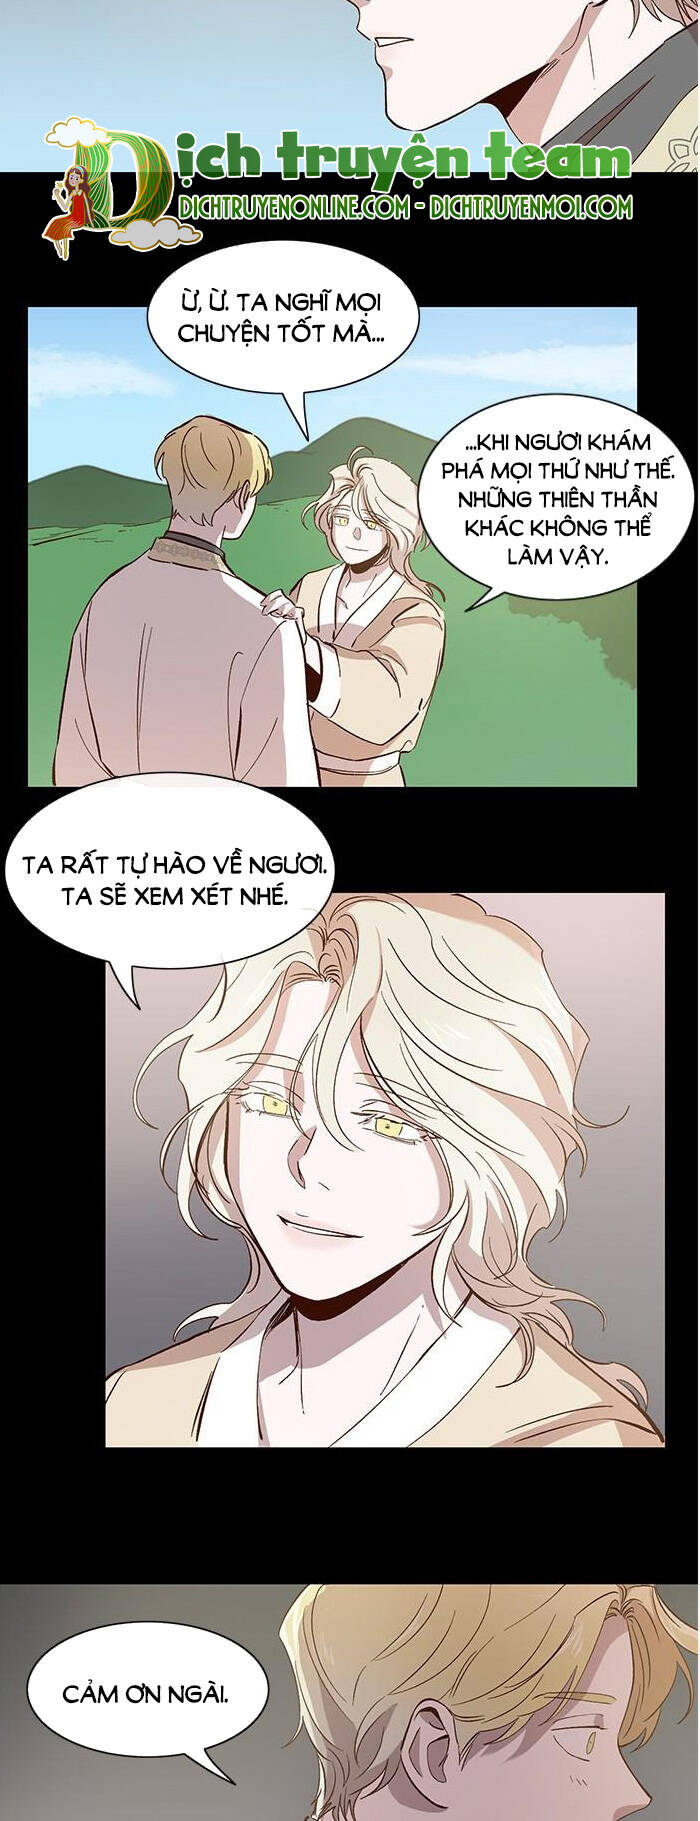 Dịch truyện team
DICHTRUYENONLINE.COM - DICHTRUYENMOI.COM
Ừ, Ừ. TA NGHĨ MỌI
CHUYỆN TỐT MÀ...
...KHI NGƯƠI KHÁM
PHÁ MỌI THỨ NHƯ THẾ.
NHỮNG THIÊN THẦN
KHÁC KHÔNG THỂ
LÀM VẬY.
TA RẤT TỰ HÀO VỀ NGƯƠI.
TA SẼ XEM XÉT NHÉ.
CẢM ƠN NGÀI.